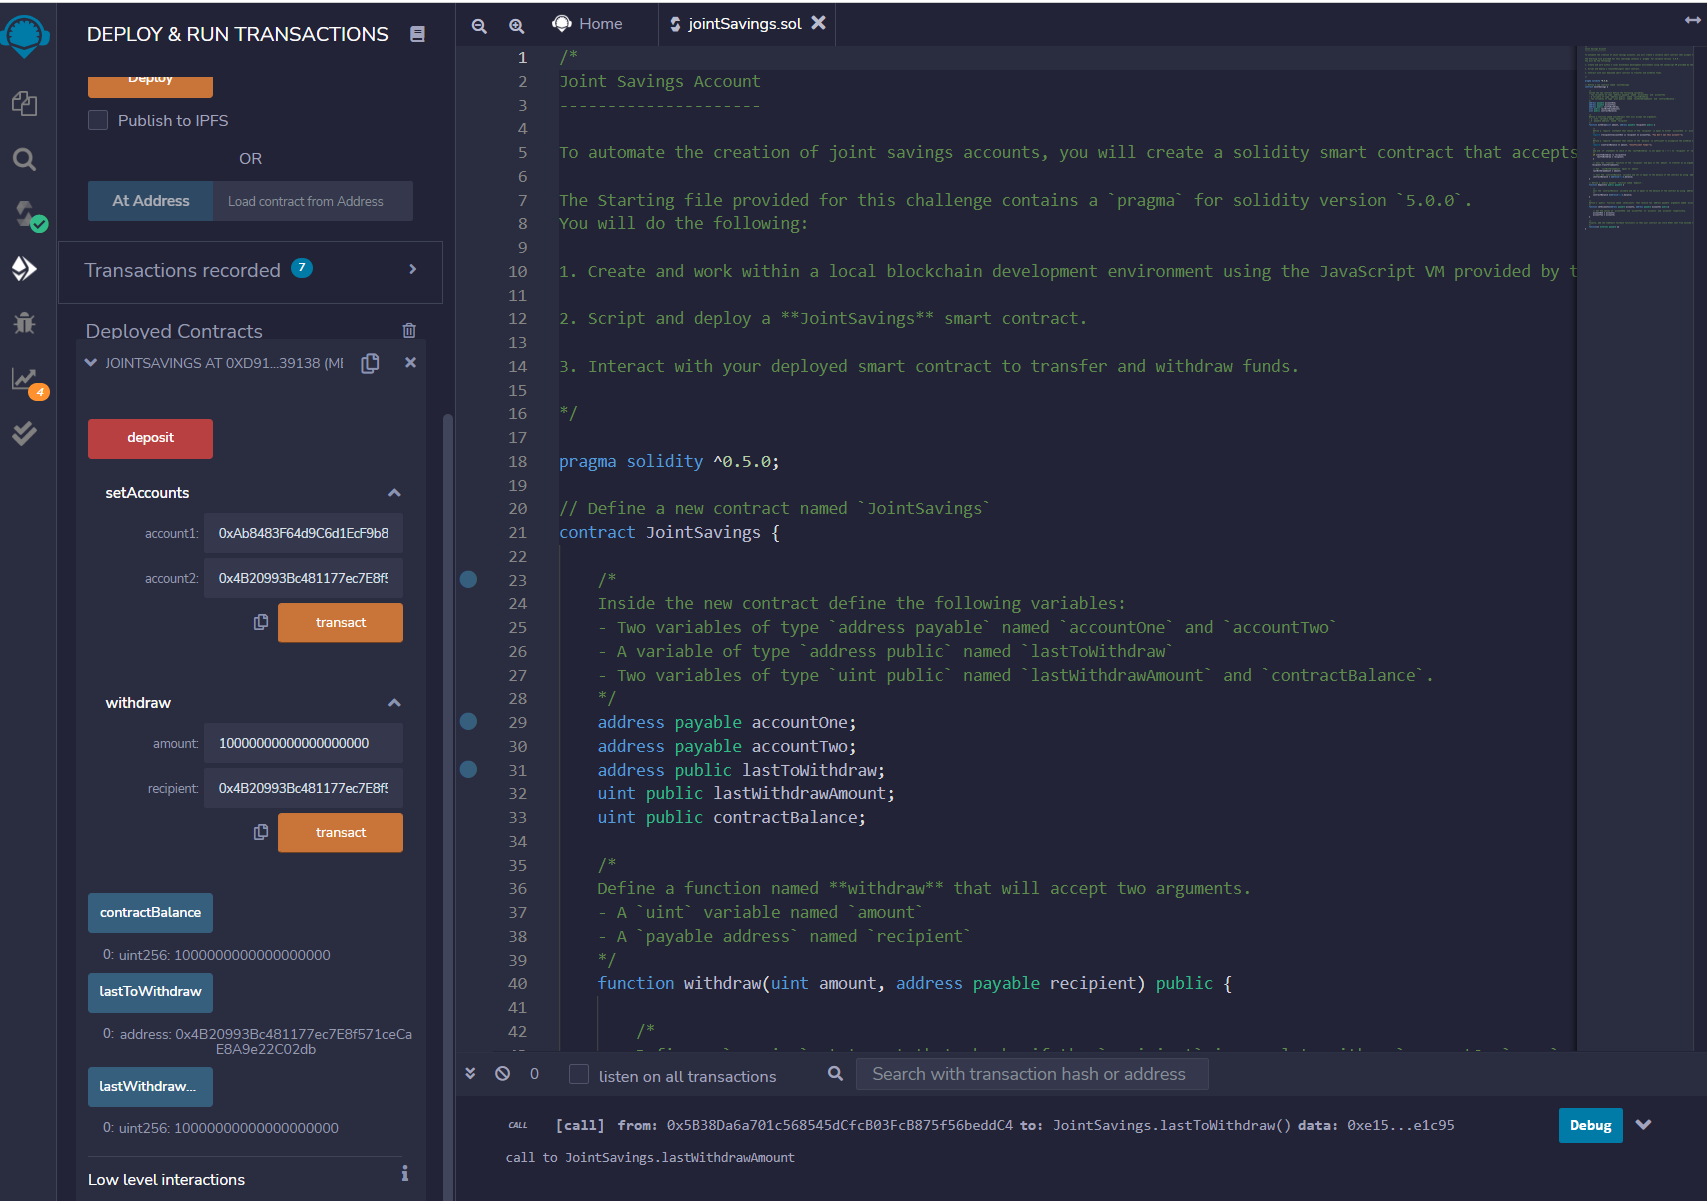 DEPLOY & RUN TRANSACTIONS
Deploy
Publish to IPFS
OR
At Address
Load contract from Address
Transactions recorded 7
Deployed Contracts
JOINTSAVINGS AT 0XD91...39138 (ME
4
deposit
setAccounts
account1: 0xAb8483F64d9C6d1EcF9b8
account2: 0x4B20993Bc481177ec7E8f5
transact
withdraw
amount: 10000000000000000000
recipient: 0x4B20993Bc481177ec7E8f5
transact
contractBalance
0: uint256: 1000000000000000000
lastToWithdraw
0: address: 0x4B20993Bc481177ec7E8f571ceCa
E8A9e22C02db
lastWithdraw...
0: uint256: 10000000000000000000
Low level interactions
Home
jointSavings.sol
1 /*
2 Joint Savings Account
3 ---------------------
4
5 To automate the creation of joint savings accounts, you will create a solidity smart contract that accepts
6
7 The Starting file provided for this challenge contains a `pragma` for solidity version `5.0.0`.
8 You will do the following:
9
10 1. Create and work within a local blockchain development environment using the JavaScript VM provided by t
11
12 2. Script and deploy a **JointSavings** smart contract.
13
14 3. Interact with your deployed smart contract to transfer and withdraw funds.
15
16 */
17
18 pragma solidity ^0.5.0;
19
20 // Define a new contract named `JointSavings`
21 contract JointSavings {
22
23 /*
24 Inside the new contract define the following variables:
25 - Two variables of type `address payable` named `accountOne` and `accountTwo`
26 - A variable of type `address public` named `lastToWithdraw`
27 - Two variables of type `uint public` named `lastWithdrawAmount` and `contractBalance`.
28 */
29 address payable accountOne;
30 address payable accountTwo;
31 address public lastToWithdraw;
32 uint public lastWithdrawAmount;
33 uint public contractBalance;
34
35 /*
36 Define a function named **withdraw** that will accept two arguments.
37 - A `uint` variable named `amount`
38 - A `payable address` named `recipient`
39 */
40 function withdraw(uint amount, address payable recipient) public {
41
42 /*
0
listen on all transactions
Search with transaction hash or address
CALL [call] from: 0x5B38Da6a701c568545dCfcB03FcB875f56beddC4 to: JointSavings.lastToWithdraw() data: 0xe15...e1c95
Debug
call to JointSavings.lastWithdrawAmount